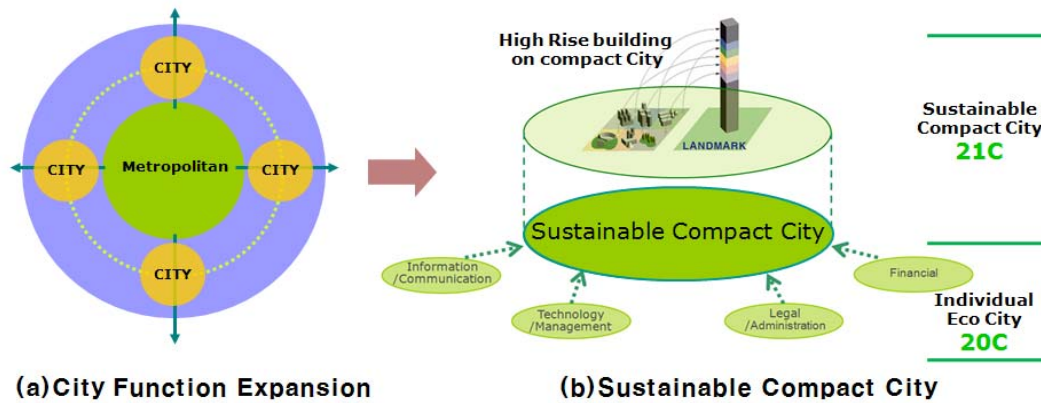 CITY
CITY
Metropolitan
CITY
CITY
(a)City Function Expansion
High Rise building
on compact City
LANDMARK
Sustainable Compact City
Information
/Communication
Technology
/Management
Legal
/Administration
Financial
Sustainable
Compact City
21C
Individual
Eco City
20C
(b)Sustainable Compact City